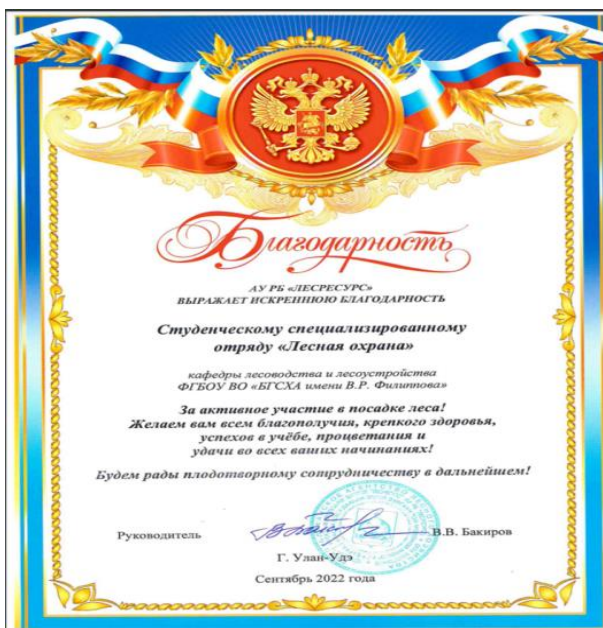 Благодарность
АУ РБ «ЛЕСРЕСУРС»
ВЫРАЖАЕТ ИСКРЕННЮЮ БЛАГОДАРНОСТЬ
Студенческому специализированному
отряду «Лесная охрана»
кафедры лесоводства и лесоустройства
ФГБОУ ВО «БГСХА имени В.Р. Филиппова»
За активное участие в посадке леса!
Желаем вам всем благополучия, крепкого здоровья,
успехов в учёбе, процветания и
удачи во всех ваших начинаниях!
Будем рады плодотворному сотрудничеству в дальнейшем!
Руководитель В.В. Бакиров
Г. Улан-Удэ
Сентябрь 2022 года